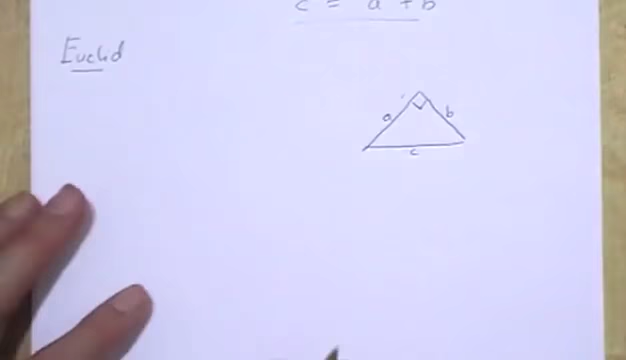 c = a + b
Euclid
a b
c